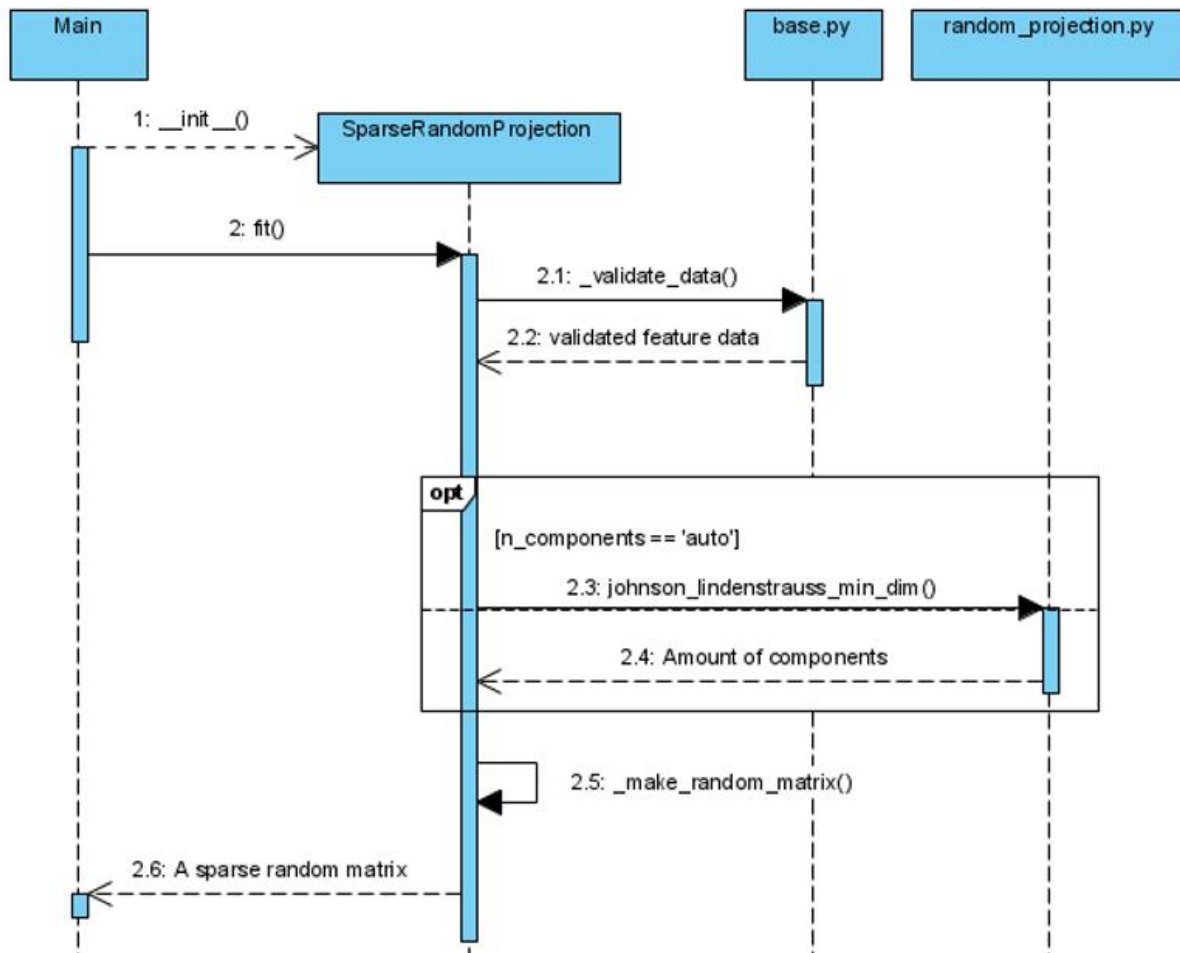 Main
base.py
random_projection.py
1: __init__()
SparseRandomProjection
2: fit()
2.1: _validate_data()
2.2: validated feature data
opt
[n_components == 'auto']
2.3: johnson_lindenstrauss_min_dim()
2.4: Amount of components
2.5: _make_random_matrix()
2.6: A sparse random matrix